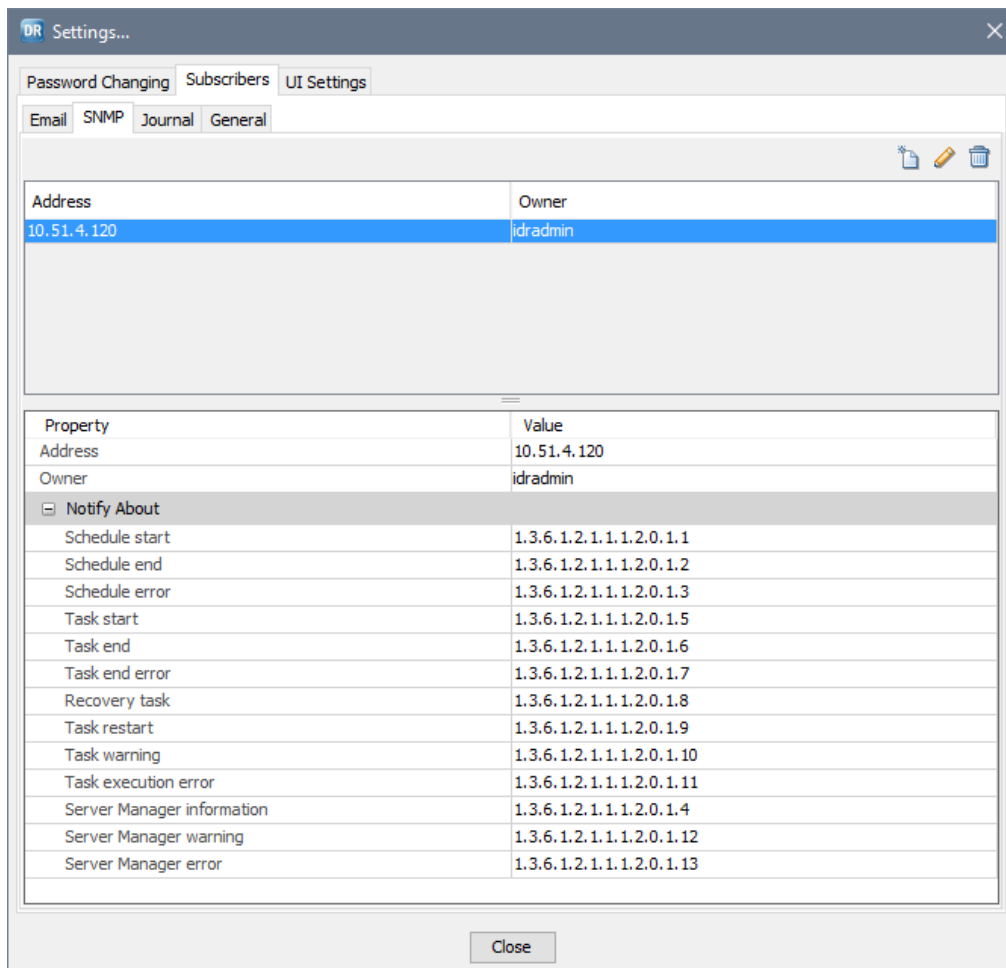 DR Settings...
Password Changing Subscribers UI Settings
Email SNMP Journal General
Address Owner
10.51.4.120 idradmin
Property Value
Address 10.51.4.120
Owner idradmin
Notify About
Schedule start 1.3.6.1.2.1.1.1.2.0.1.1
Schedule end 1.3.6.1.2.1.1.1.2.0.1.2
Schedule error 1.3.6.1.2.1.1.1.2.0.1.3
Task start 1.3.6.1.2.1.1.1.2.0.1.5
Task end 1.3.6.1.2.1.1.1.2.0.1.6
Task end error 1.3.6.1.2.1.1.1.2.0.1.7
Recovery task 1.3.6.1.2.1.1.1.2.0.1.8
Task restart 1.3.6.1.2.1.1.1.2.0.1.9
Task warning 1.3.6.1.2.1.1.1.2.0.1.10
Task execution error 1.3.6.1.2.1.1.1.2.0.1.11
Server Manager information 1.3.6.1.2.1.1.1.2.0.1.4
Server Manager warning 1.3.6.1.2.1.1.1.2.0.1.12
Server Manager error 1.3.6.1.2.1.1.1.2.0.1.13
Close